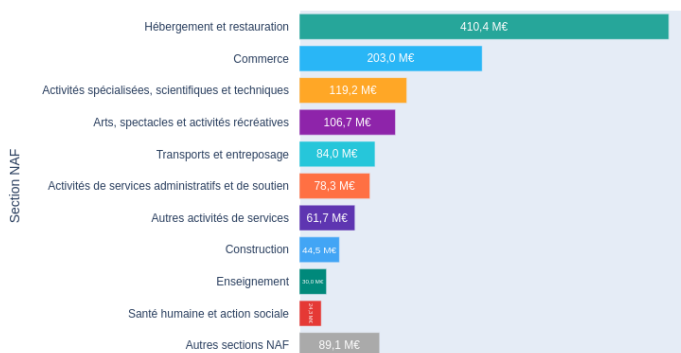 Hébergement et restauration 410,4 M€
Commerce 203,0 M€
Activités spécialisées, scientifiques et techniques 119,2 M€
Arts, spectacles et activités récréatives 106,7 M€
Transports et entreposage 84,0 M€
Activités de services administratifs et de soutien 78,3 M€
Autres activités de services 61,7 M€
Construction 44,5 M€
Enseignement 30,0 M€
Santé humaine et action sociale
Autres sections NAF 89,1 M€
Section NAF